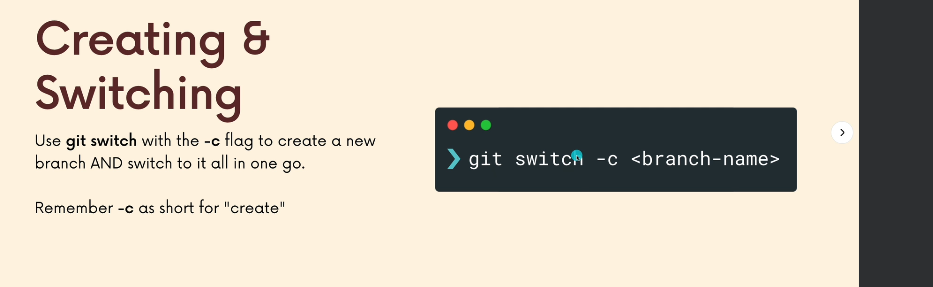 Creating &
Switching
Use git switch with the -c flag to create a new
branch AND switch to it all in one go.
Remember -c as short for "create"
❯ git switch -c <branch-name>